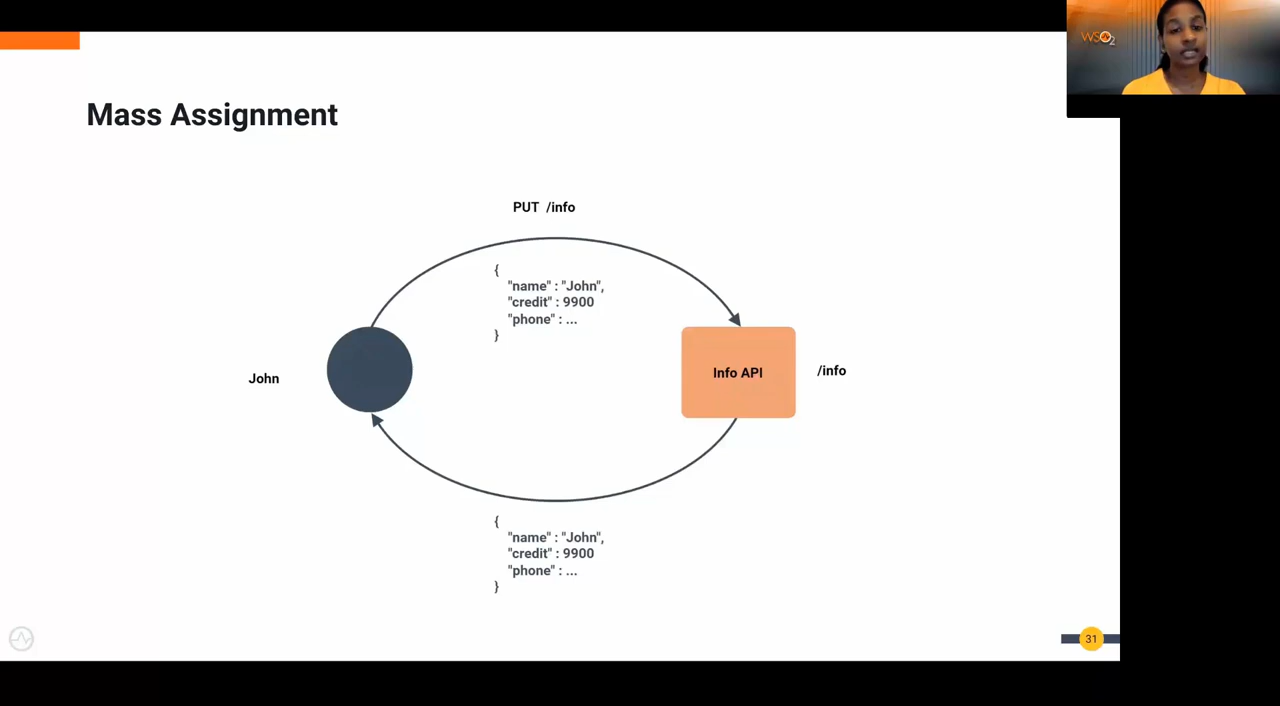 WSO2
Mass Assignment
PUT /info
{
"name" : "John",
"credit" : 9900
"phone" : ...
}
John
Info API
/info
{
"name" : "John",
"credit" : 9900
"phone" : ...
}
31